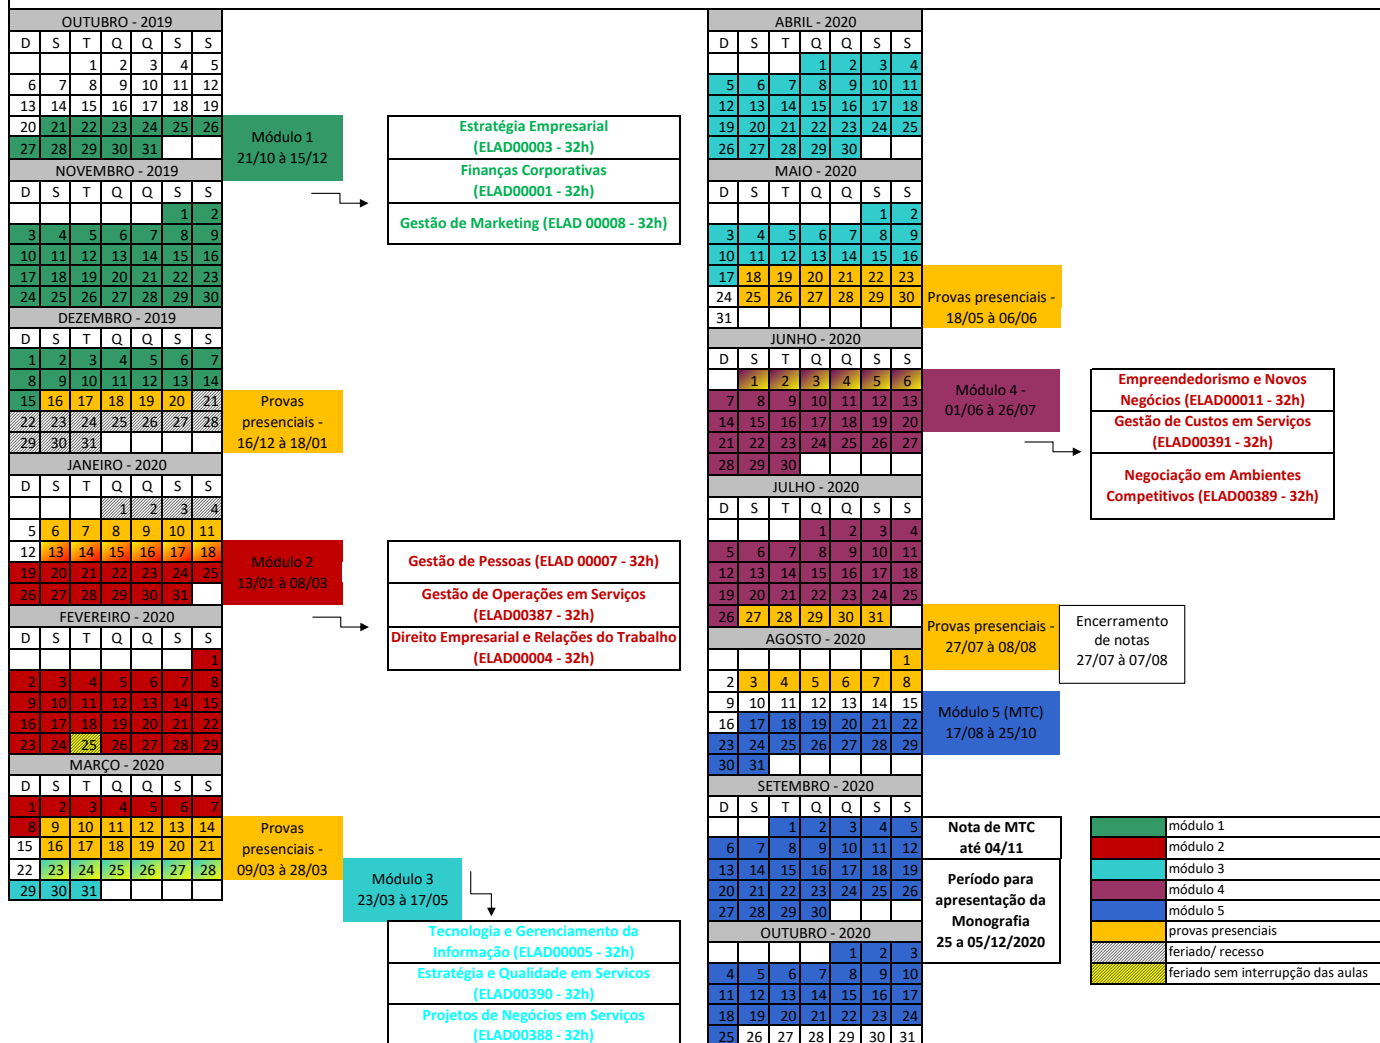 OUTUBRO - 2019
D S T Q Q S S
1 2 3 4 5
6 7 8 9 10 11 12
13 14 15 16 17 18 19
20 21 22 23 24 25 26
27 28 29 30 31
Módulo 1
21/10 à 15/12
Estratégia Empresarial
(ELAD00003 - 32h)
Finanças Corporativas
(ELAD00001 - 32h)
Gestão de Marketing (ELAD 00008 - 32h)
NOVEMBRO - 2019
D S T Q Q S S
1 2
3 4 5 6 7 8 9
10 11 12 13 14 15 16
17 18 19 20 21 22 23
24 25 26 27 28 29 30
DEZEMBRO - 2019
D S T Q Q S S
1 2 3 4 5 6 7
8 9 10 11 12 13 14
15 16 17 18 19 20 21
22 23 24 25 26 27 28
29 30 31
Provas
presenciais -
16/12 à 18/01
JANEIRO - 2020
D S T Q Q S S
1 2 3 4
5 6 7 8 9 10 11
12 13 14 15 16 17 18
19 20 21 22 23 24 25
26 27 28 29 30 31
Módulo 2
13/01 à 08/03
Gestão de Pessoas (ELAD 00007 - 32h)
Gestão de Operações em Serviços
(ELAD00387 - 32h)
Direito Empresarial e Relações do Trabalho
(ELAD00004 - 32h)
FEVEREIRO - 2020
D S T Q Q S S
1
2 3 4 5 6 7 8
9 10 11 12 13 14 15
16 17 18 19 20 21 22
23 24 25 26 27 28 29
MARÇO - 2020
D S T Q Q S S
1 2 3 4 5 6 7
8 9 10 11 12 13 14
15 16 17 18 19 20 21
22 23 24 25 26 27 28
29 30 31
Provas
presenciais -
09/03 à 28/03
Módulo 3
23/03 à 17/05
Tecnologia e Gerenciamento da
Informação (ELAD00005 - 32h)
Estratégia e Qualidade em Servicos
(ELAD00390 - 32h)
Projetos de Negócios em Serviços
(ELAD00388 - 32h)
ABRIL - 2020
D S T Q Q S S
1 2 3 4
5 6 7 8 9 10 11
12 13 14 15 16 17 18
19 20 21 22 23 24 25
26 27 28 29 30
MAIO - 2020
D S T Q Q S S
1 2
3 4 5 6 7 8 9
10 11 12 13 14 15 16
17 18 19 20 21 22 23
24 25 26 27 28 29 30
31
Provas presenciais -
18/05 à 06/06
JUNHO - 2020
D S T Q Q S S
1 2 3 4 5 6
7 8 9 10 11 12 13
14 15 16 17 18 19 20
21 22 23 24 25 26 27
28 29 30
Módulo 4 -
01/06 à 26/07
Empreendedorismo e Novos
Negócios (ELAD00011 - 32h)
Gestão de Custos em Serviços
(ELAD00391 - 32h)
Negociação em Ambientes
Competitivos (ELAD00389 - 32h)
JULHO - 2020
D S T Q Q S S
1 2 3 4
5 6 7 8 9 10 11
12 13 14 15 16 17 18
19 20 21 22 23 24 25
26 27 28 29 30 31
Provas presenciais -
27/07 à 08/08
Encerramento
de notas
27/07 à 07/08
AGOSTO - 2020
1
2 3 4 5 6 7 8
9 10 11 12 13 14 15
16 17 18 19 20 21 22
23 24 25 26 27 28 29
30 31
Módulo 5 (MTC)
17/08 à 25/10
SETEMBRO - 2020
D S T Q Q S S
1 2 3 4 5
6 7 8 9 10 11 12
13 14 15 16 17 18 19
20 21 22 23 24 25 26
27 28 29 30
Nota de MTC
até 04/11
Período para
apresentação da
Monografia
25 a 05/12/2020
OUTUBRO - 2020
1 2 3
4 5 6 7 8 9 10
11 12 13 14 15 16 17
18 19 20 21 22 23 24
25 26 27 28 29 30 31
módulo 1
módulo 2
módulo 3
módulo 4
módulo 5
provas presenciais
feriado/ recesso
feriado sem interrupção das aulas